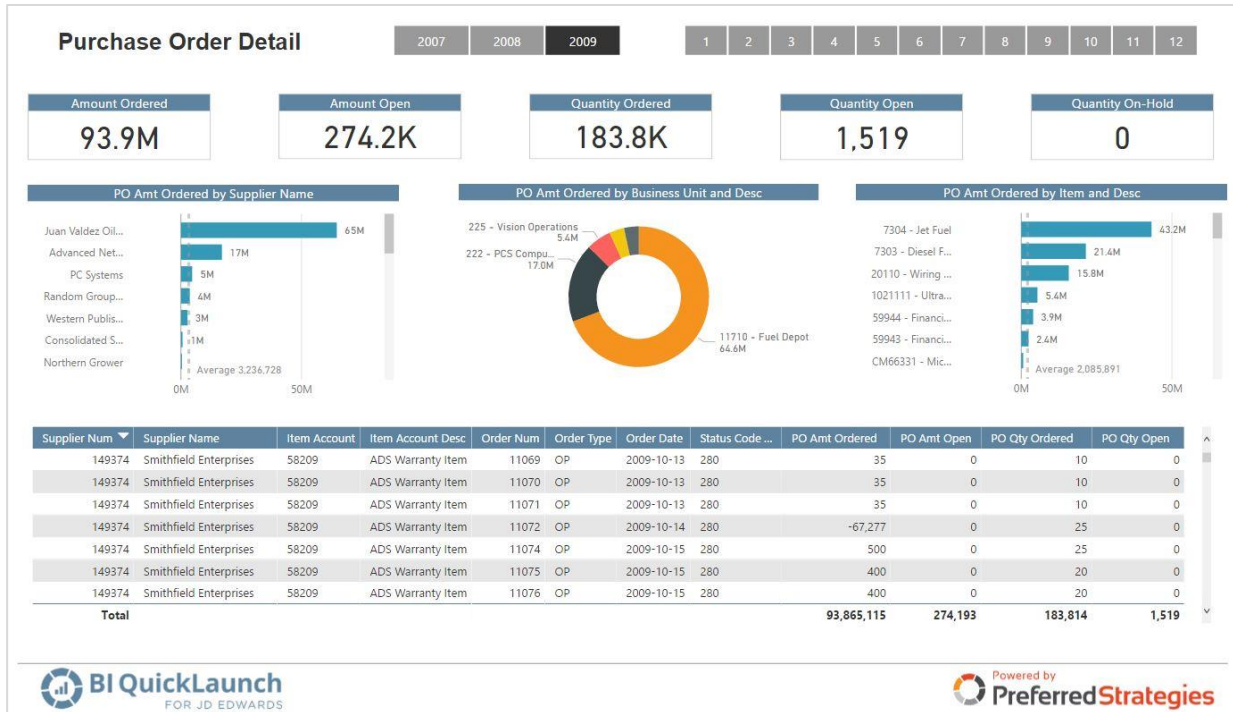 Purchase Order Detail
2007 2008 2009
1 2 3 4 5 6 7 8 9 10 11 12
Amount Ordered
93.9M
Amount Open
274.2K
Quantity Ordered
183.8K
Quantity Open
1,519
Quantity On-Hold
0
PO Amt Ordered by Supplier Name
Juan Valdez Oil... 65M
Advanced Net... 17M
PC Systems 5M
Random Group... 4M
Western Publis... 3M
Consolidated S... 1M
Northern Grower
Average 3,236,728
0M 50M
PO Amt Ordered by Business Unit and Desc
225 - Vision Operations
5.4M
222 - PCS Compu...
17.0M
11710 - Fuel Depot
64.6M
PO Amt Ordered by Item and Desc
7304 - Jet Fuel 43.2M
7303 - Diesel F... 21.4M
20110 - Wiring ... 15.8M
1021111 - Ultra... 5.4M
59944 - Financi... 3.9M
59943 - Financi... 2.4M
CM66331 - Mic...
Average 2,085,891
0M 50M
Supplier Num Supplier Name Item Account Item Account Desc Order Num Order Type Order Date Status Code ... PO Amt Ordered PO Amt Open PO Qty Ordered PO Qty Open
149374 Smithfield Enterprises 58209 ADS Warranty Item 11069 OP 2009-10-13 280 35 0 10 0
149374 Smithfield Enterprises 58209 ADS Warranty Item 11070 OP 2009-10-13 280 35 0 10 0
149374 Smithfield Enterprises 58209 ADS Warranty Item 11071 OP 2009-10-13 280 35 0 10 0
149374 Smithfield Enterprises 58209 ADS Warranty Item 11072 OP 2009-10-14 280 -67,277 0 25 0
149374 Smithfield Enterprises 58209 ADS Warranty Item 11074 OP 2009-10-15 280 500 0 25 0
149374 Smithfield Enterprises 58209 ADS Warranty Item 11075 OP 2009-10-15 280 400 0 20 0
149374 Smithfield Enterprises 58209 ADS Warranty Item 11076 OP 2009-10-15 280 400 0 20 0
Total 93,865,115 274,193 183,814 1,519
BI QuickLaunch
FOR JD EDWARDS
Powered by
Preferred Strategies